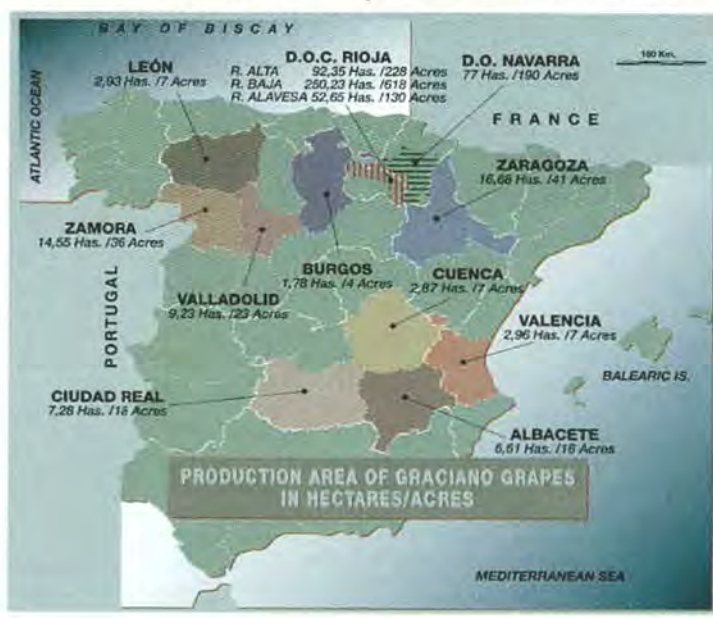 BAY OF BISCAY
D.O.C. RIOJA
R. ALTA 92,35 Has. /228 Acres
R. BAJA 250,23 Has. /618 Acres
R. ALAVESA 52,65 Has. /130 Acres
D.O. NAVARRA
77 Has. /190 Acres
100 Km.
LEÓN
2,93 Has. /7 Acres
ATLANTIC OCEAN
FRANCE
ZARAGOZA
16,68 Has. /41 Acres
ZAMORA
14,55 Has. /36 Acres
BURGOS
1,78 Has. /4 Acres
CUENCA
2,87 Has. /7 Acres
VALLADOLID
9,23 Has. /23 Acres
PORTUGAL
VALENCIA
2,96 Has. /7 Acres
BALEARIC IS.
CIUDAD REAL
7,28 Has. /18 Acres
ALBACETE
6,61 Has. /16 Acres
PRODUCTION AREA OF GRACIANO GRAPES
IN HECTARES/ACRES
MEDITERRANEAN SEA